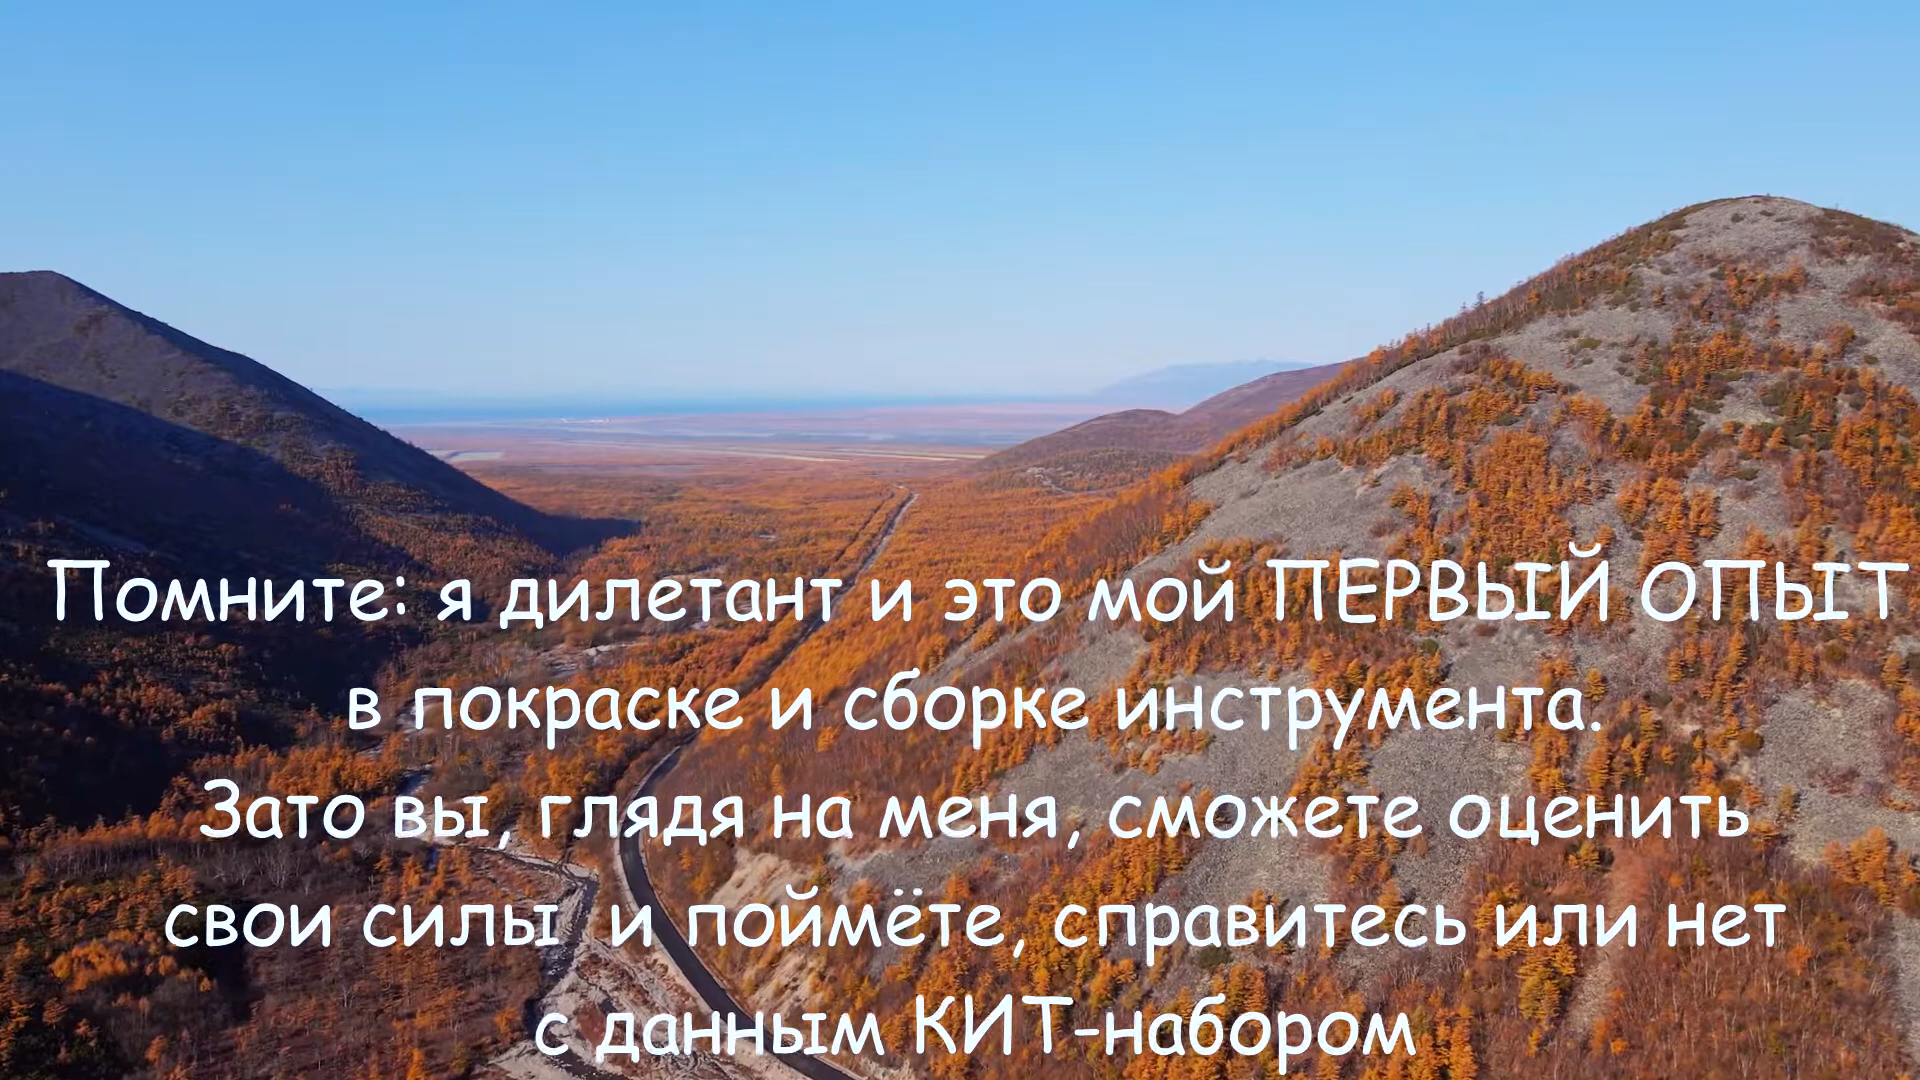 Помните: я дилетант и это мой ПЕРВЫЙ ОПЫТ
в покраске и сборке инструмента.
Зато вы, глядя на меня, сможете оценить
свои силы  и поймёте, справитесь или нет
с данным КИТ-набором